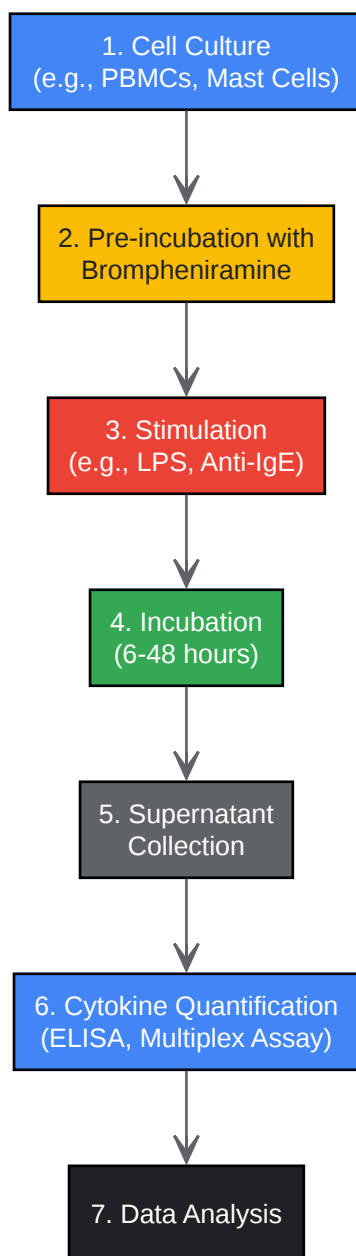 1. Cell Culture
(e.g., PBMCs, Mast Cells)
2. Pre-incubation with
Brompheniramine
3. Stimulation
(e.g., LPS, Anti-IgE)
4. Incubation
(6-48 hours)
5. Supernatant
Collection
6. Cytokine Quantification
(ELISA, Multiplex Assay)
7. Data Analysis